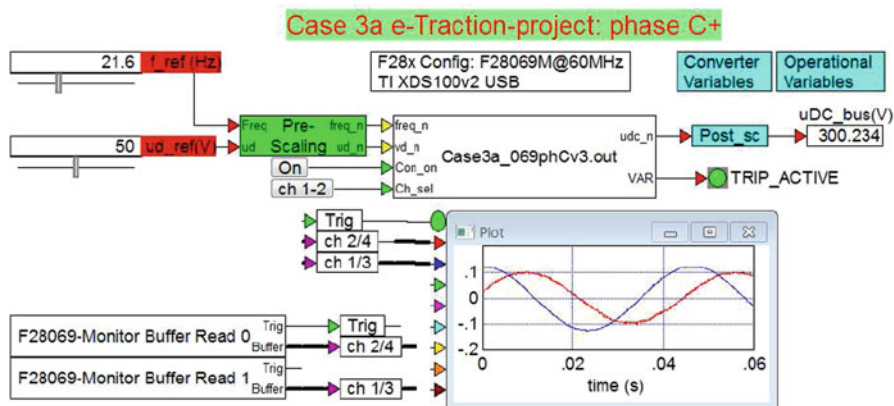 Case 3a e-Traction-project: phase C+
21.6 f_ref (Hz)
F28x Config: F28069M@60MHz
TI XDS100v2 USB
Converter
Variables
Operational
Variables
50 ud_ref(V)
Freq
ud
Pre-
Scaling
freq_n
ud_n
freq_n
vd_n
Con_on
Ch_sel
On
ch 1-2
Case3a_069phCv3.out
udc_n
VAR
Post_sc
uDC_bus(V)
300.234
TRIP_ACTIVE
Trig
ch 2/4
ch 1/3
Plot
.1
0
-.1
-.2
0 .02 .04 .06
time (s)
F28069-Monitor Buffer Read 0
Trig
Buffer
Trig
ch 2/4
F28069-Monitor Buffer Read 1
Trig
Buffer
ch 1/3